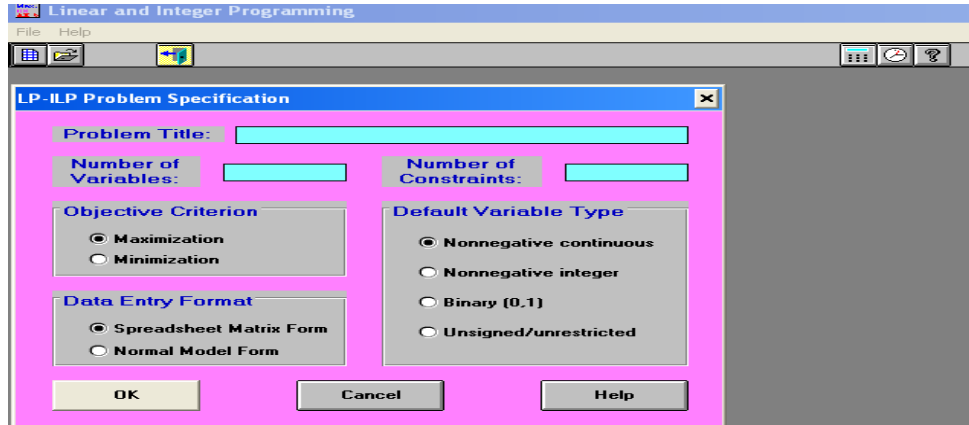 Linear and Integer Programming
File Help
LP-ILP Problem Specification
Problem Title:
Number of Variables:
Number of Constraints:
Objective Criterion
Maximization
Minimization
Data Entry Format
Spreadsheet Matrix Form
Normal Model Form
Default Variable Type
Nonnegative continuous
Nonnegative integer
Binary (0,1)
Unsigned/unrestricted
OK Cancel Help